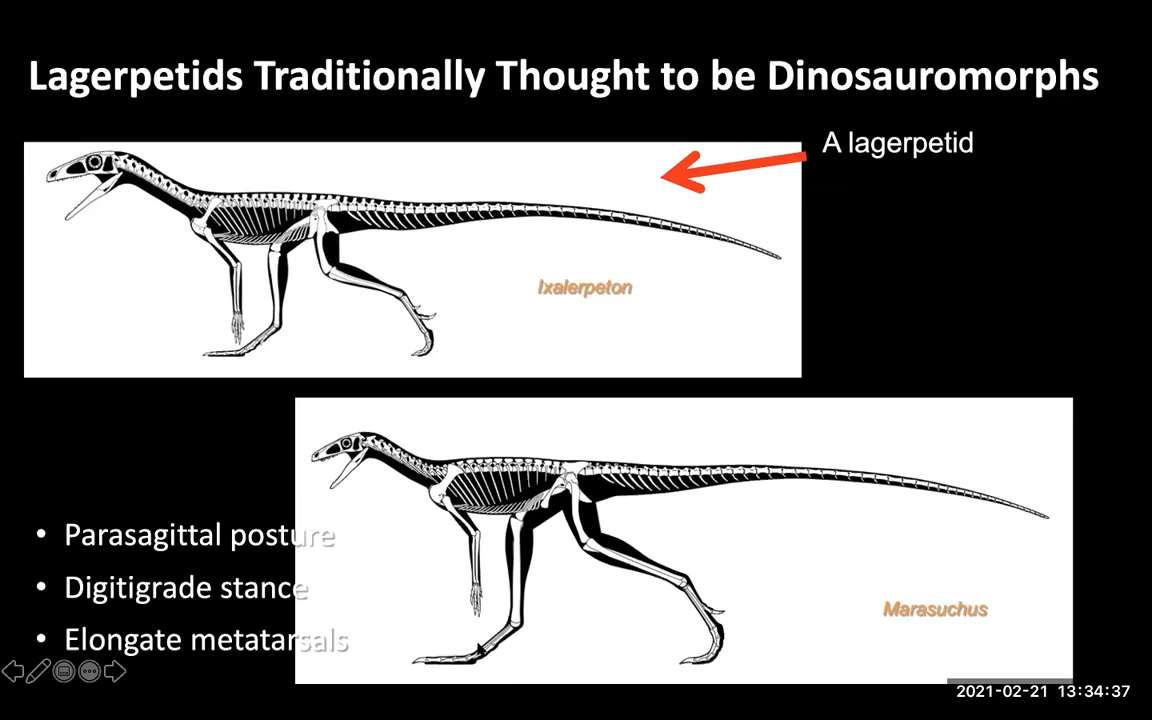 Lagerpetids Traditionally Thought to be Dinosauromorphs
A lagerpetid
Ixalerpeton
• Parasagittal posture
• Digitigrade stance
• Elongate metatarsals
Marasuchus
2021-02-21 13:34:37